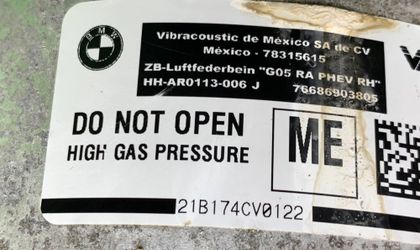 BMW
Vibracoustic de México SA de CV
México - 78315615
ZB-Luftfederbein "G05 RA PHEV RH"
HH-AR0113-006 J 76686903805
DO NOT OPEN
HIGH GAS PRESSURE
ME
21B174CV0122